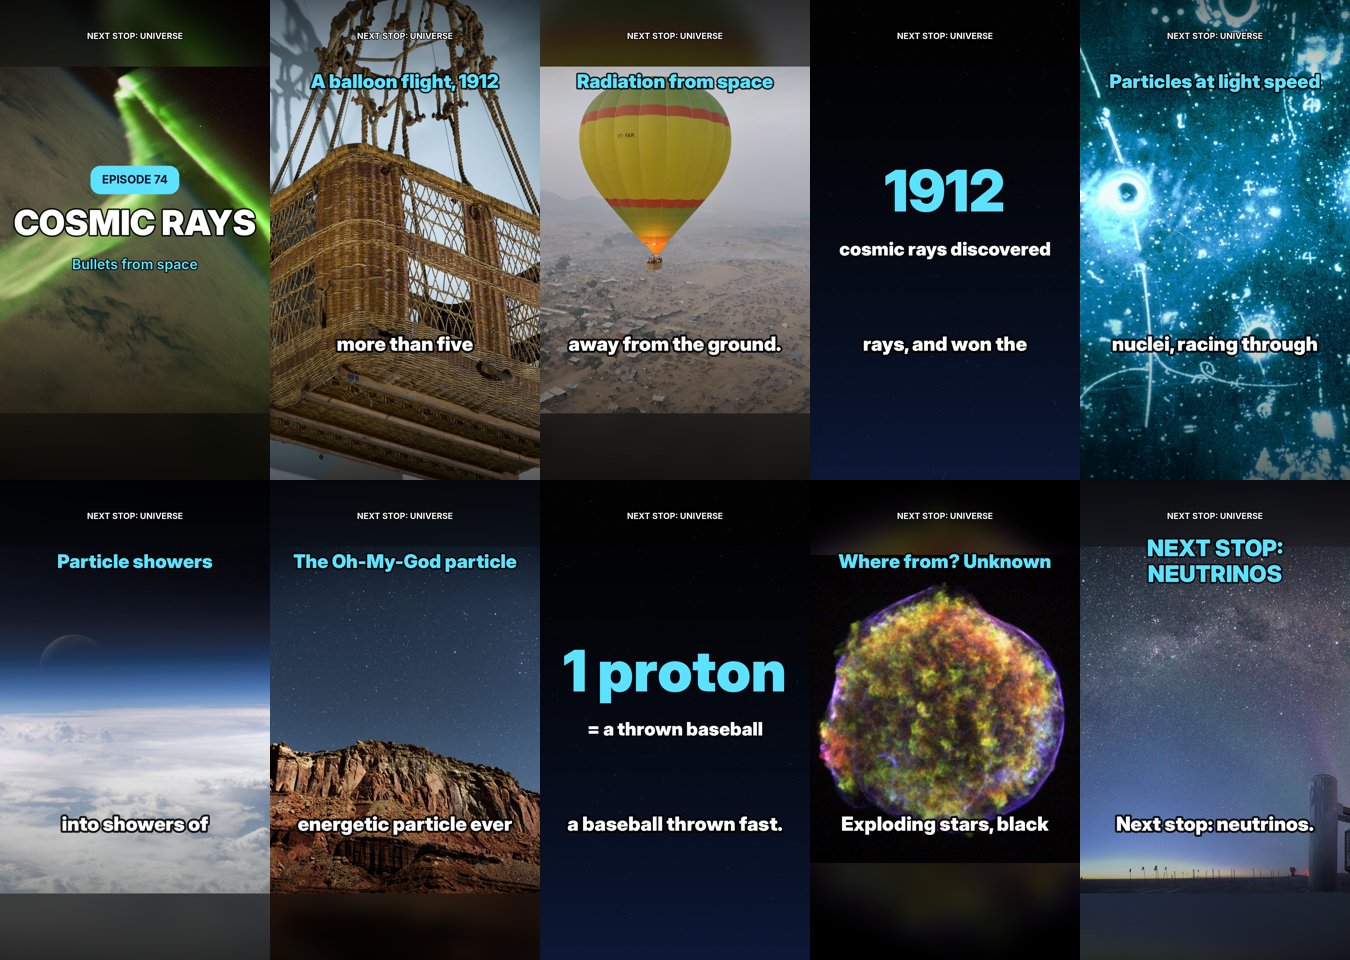 NEXT STOP: UNIVERSE
EPISODE 74
COSMIC RAYS
Bullets from space
NEXT STOP: UNIVERSE
A balloon flight, 1912
more than five
NEXT STOP: UNIVERSE
Radiation from space
away from the ground.
NEXT STOP: UNIVERSE
1912
cosmic rays discovered
rays, and won the
NEXT STOP: UNIVERSE
Particles at light speed
nuclei, racing through
NEXT STOP: UNIVERSE
Particle showers
into showers of
NEXT STOP: UNIVERSE
The Oh-My-God particle
energetic particle ever
NEXT STOP: UNIVERSE
1 proton
= a thrown baseball
a baseball thrown fast.
NEXT STOP: UNIVERSE
Where from? Unknown
Exploding stars, black
NEXT STOP: UNIVERSE
NEXT STOP:
NEUTRINOS
Next stop: neutrinos.